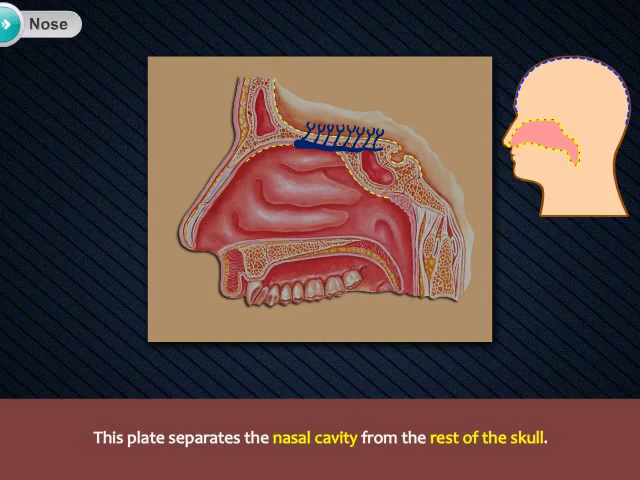 Nose
This plate separates the nasal cavity from the rest of the skull.